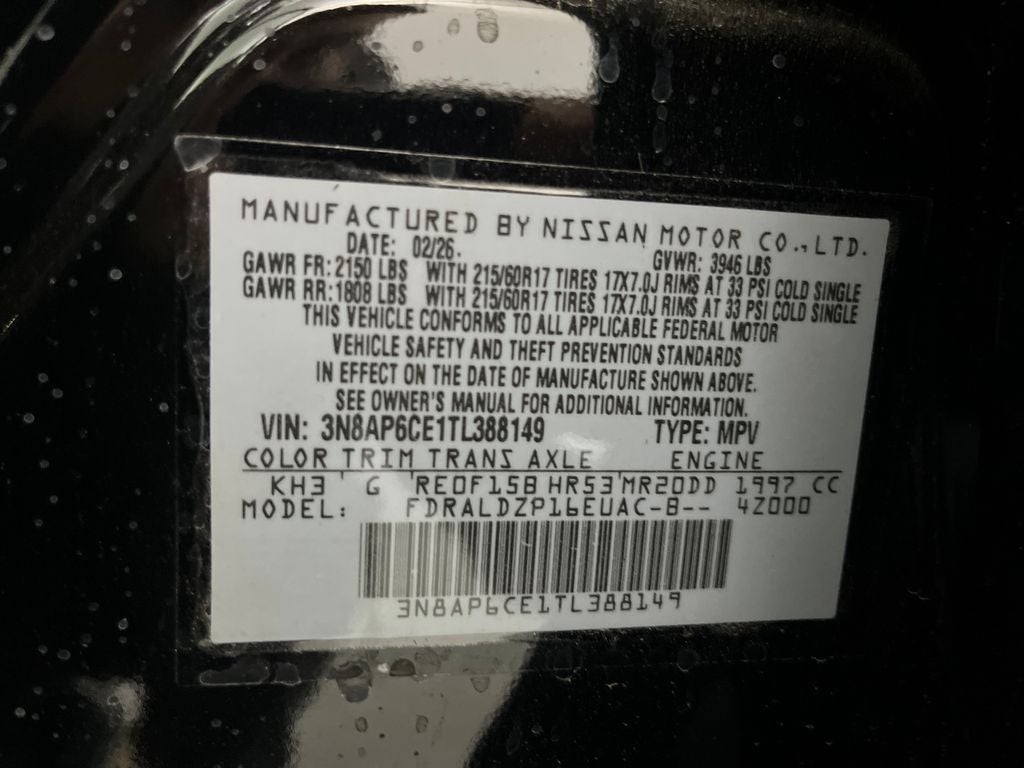 MANUFACTURED BY NISSAN MOTOR CO.,LTD.
DATE: 02/26. GVWR: 3946 LBS
GAWR FR: 2150 LBS WITH 215/60R17 TIRES 17X7.0J RIMS AT 33 PSI COLD SINGLE
GAWR RR: 1808 LBS WITH 215/60R17 TIRES 17X7.0J RIMS AT 33 PSI COLD SINGLE
THIS VEHICLE CONFORMS TO ALL APPLICABLE FEDERAL MOTOR
VEHICLE SAFETY AND THEFT PREVENTION STANDARDS
IN EFFECT ON THE DATE OF MANUFACTURE SHOWN ABOVE.
SEE OWNER'S MANUAL FOR ADDITIONAL INFORMATION.
VIN: 3N8AP6CE1TL388149 TYPE: MPV
COLOR TRIM TRANS AXLE ENGINE
KH3 G RE0F15B HR53 MR20DD 1997 CC
MODEL: FDRALDZP16EUAC-B-- 4Z000
3N8AP6CE1TL388149